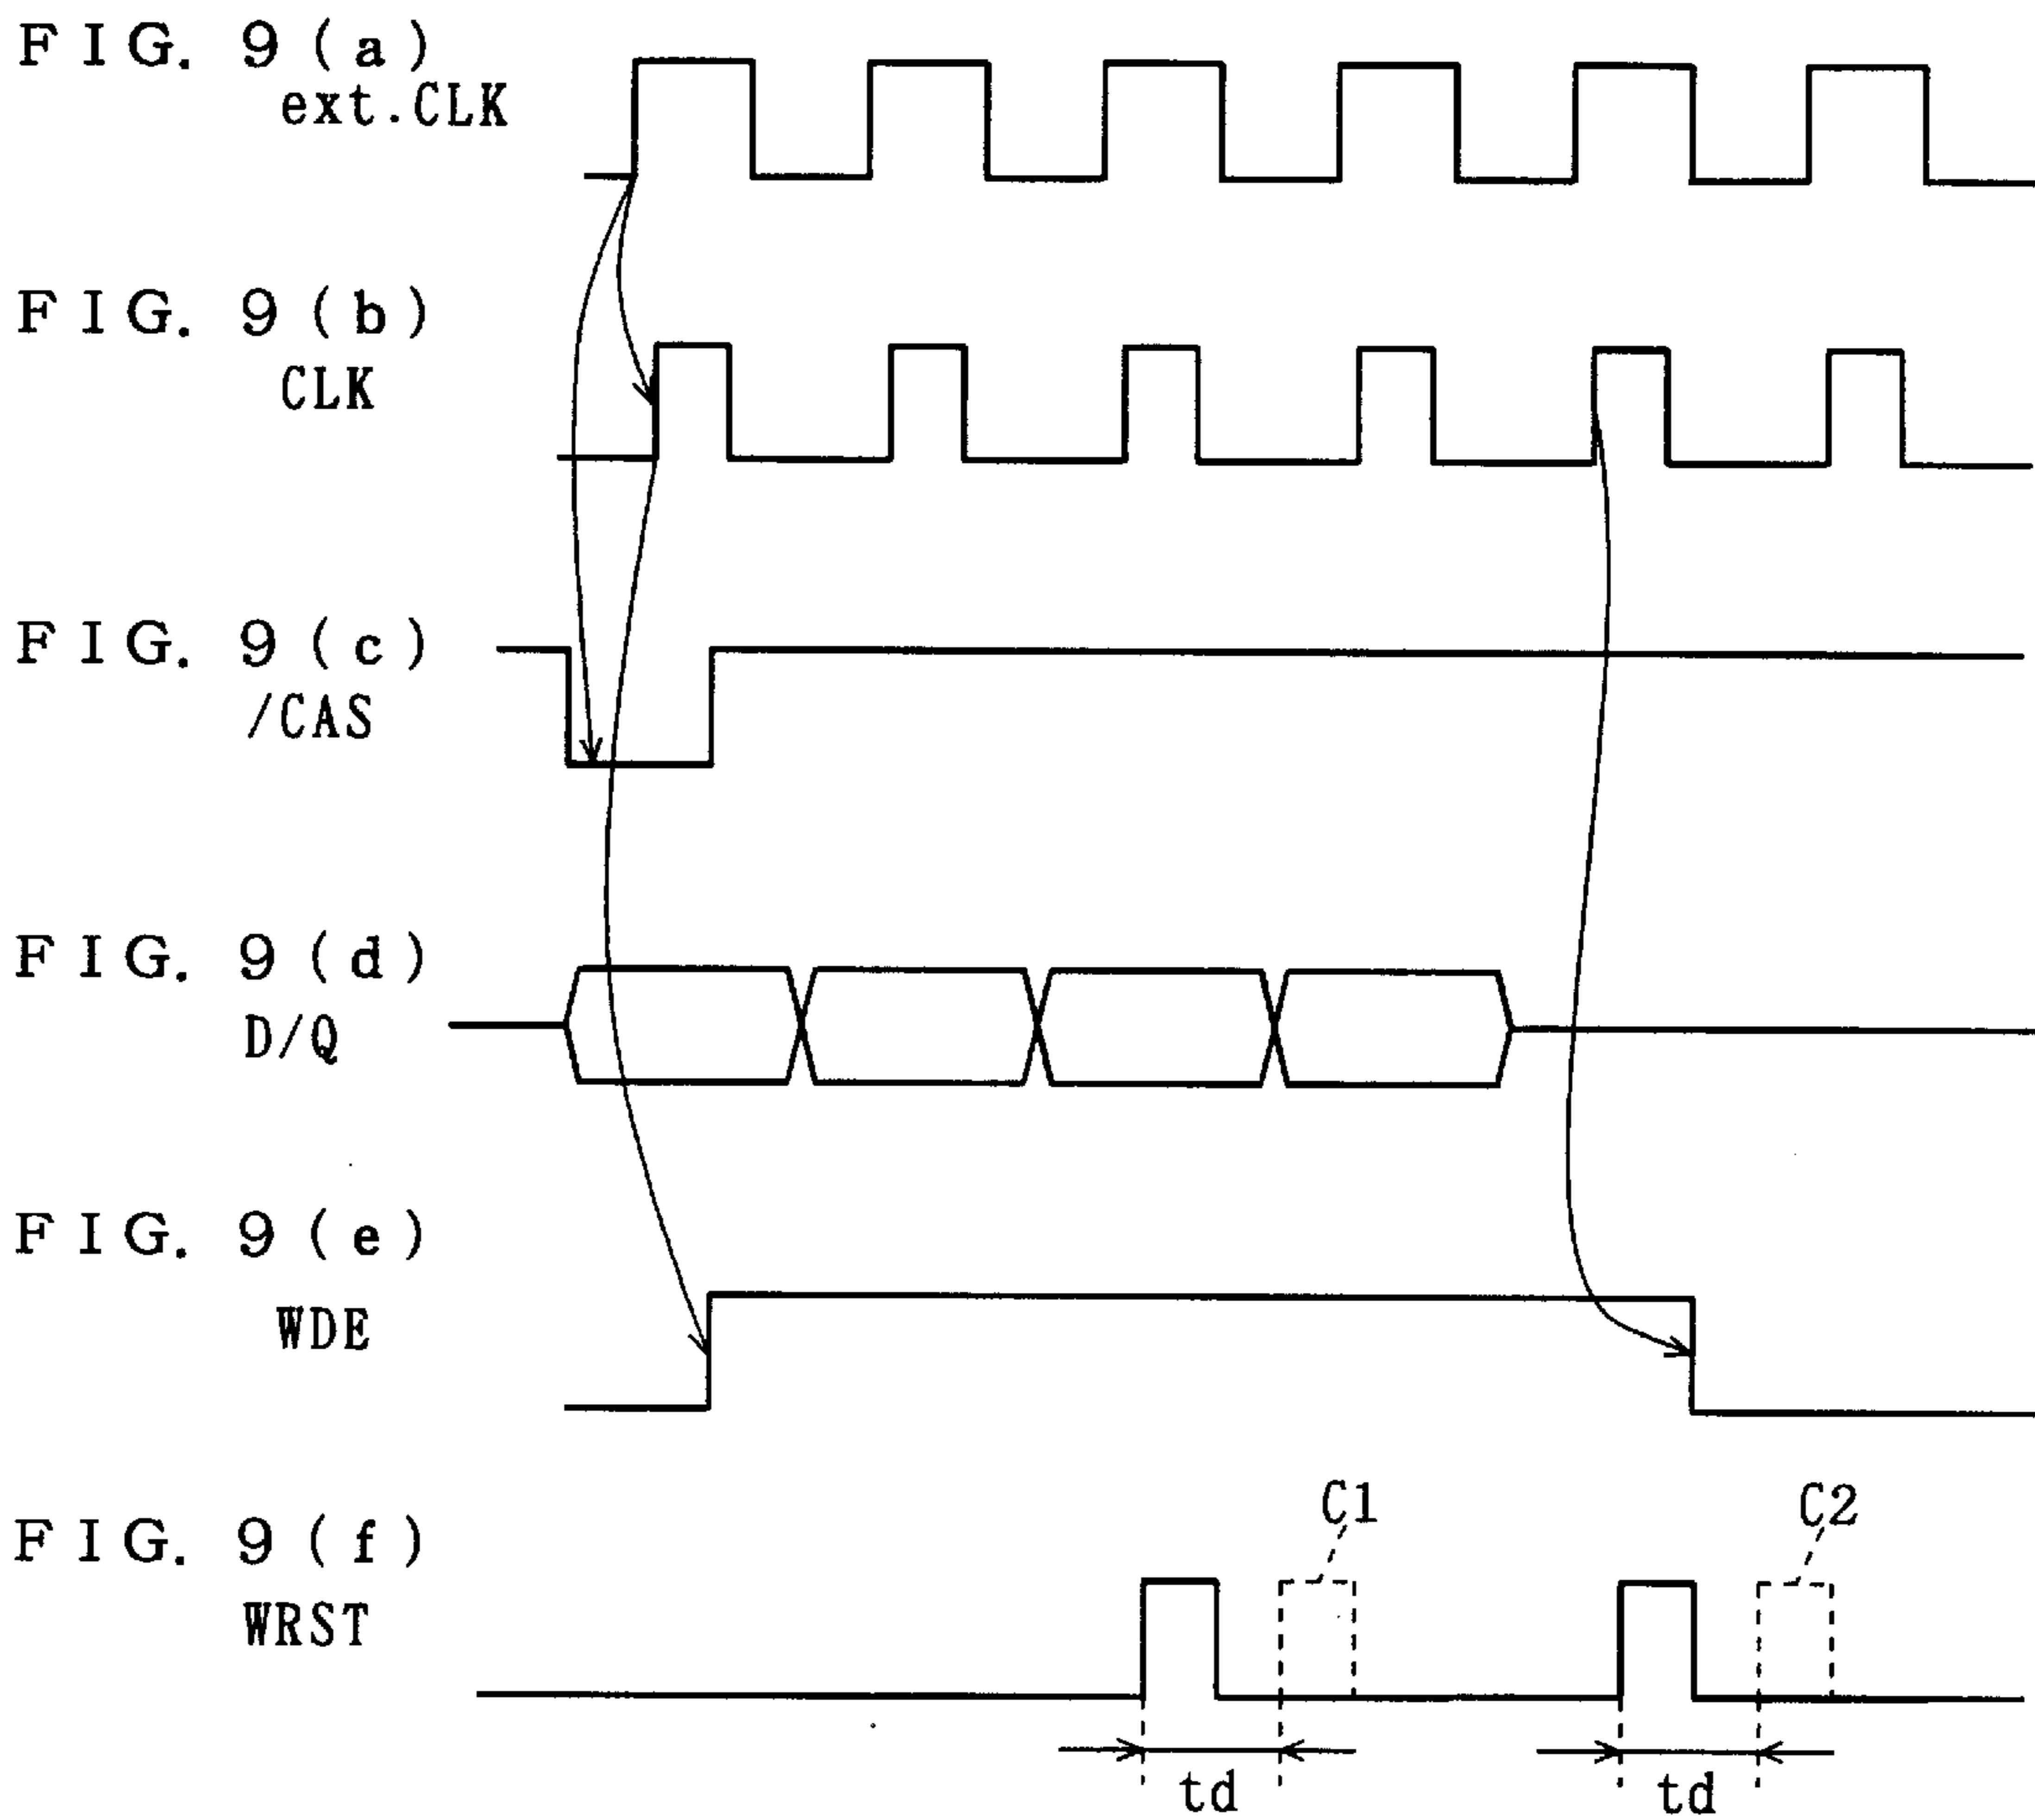 FIG. 9(a)
ext.CLK
FIG. 9(b)
CLK
FIG. 9(c)
/CAS
FIG. 9(d)
D/Q
FIG. 9(e)
WDE
FIG. 9(f)
WRST
C1
C2
td
td